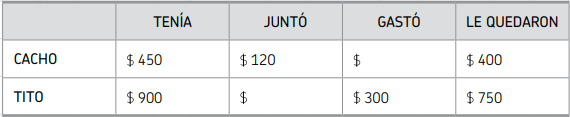 TENÍA JUNTÓ GASTÓ LE QUEDARON
CACHO $ 450 $ 120 $ $ 400
TITO $ 900 $ $ 300 $ 750